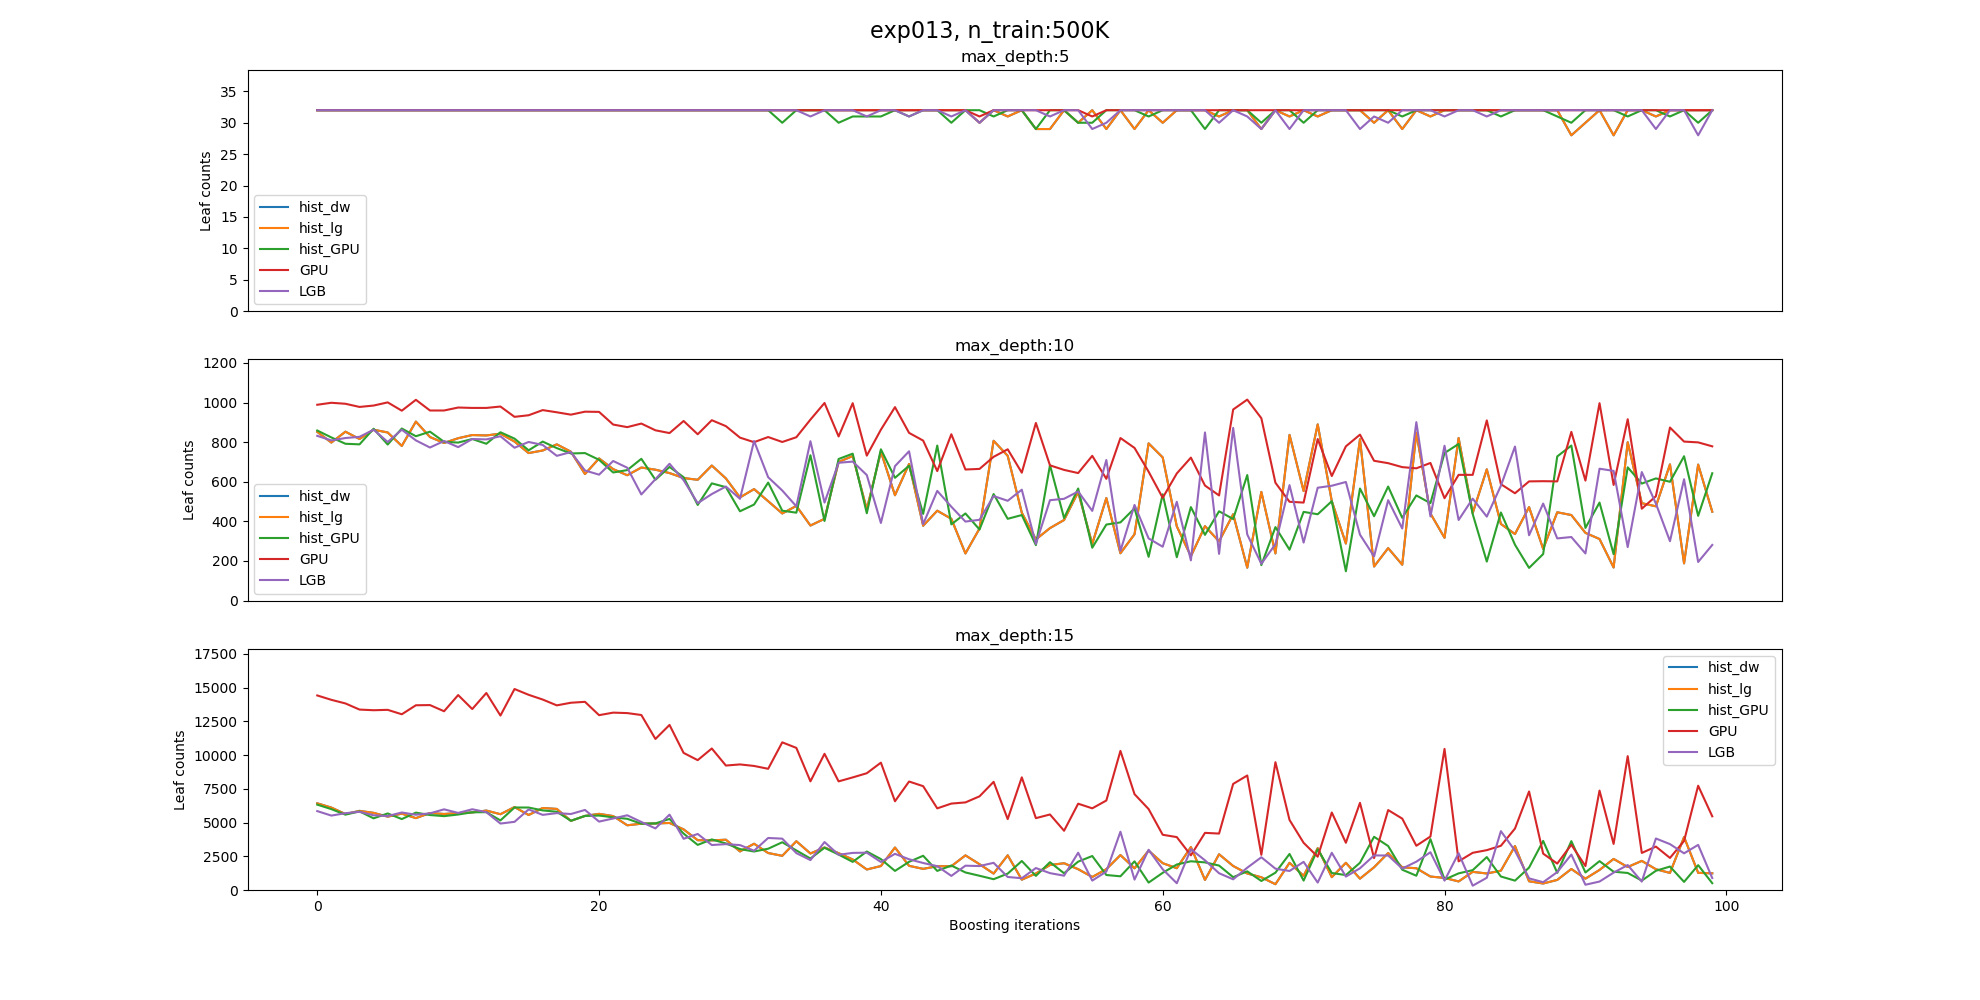 exp013, n_train:500K
max_depth:5
35
30
25
20
15
10
5
0
Leaf counts
hist_dw
hist_lg
hist_GPU
GPU
LGB
max_depth:10
1200
1000
800
600
400
200
0
Leaf counts
hist_dw
hist_lg
hist_GPU
GPU
LGB
max_depth:15
17500
15000
12500
10000
7500
5000
2500
0
Leaf counts
hist_dw
hist_lg
hist_GPU
GPU
LGB
0 20 40 60 80 100
Boosting iterations